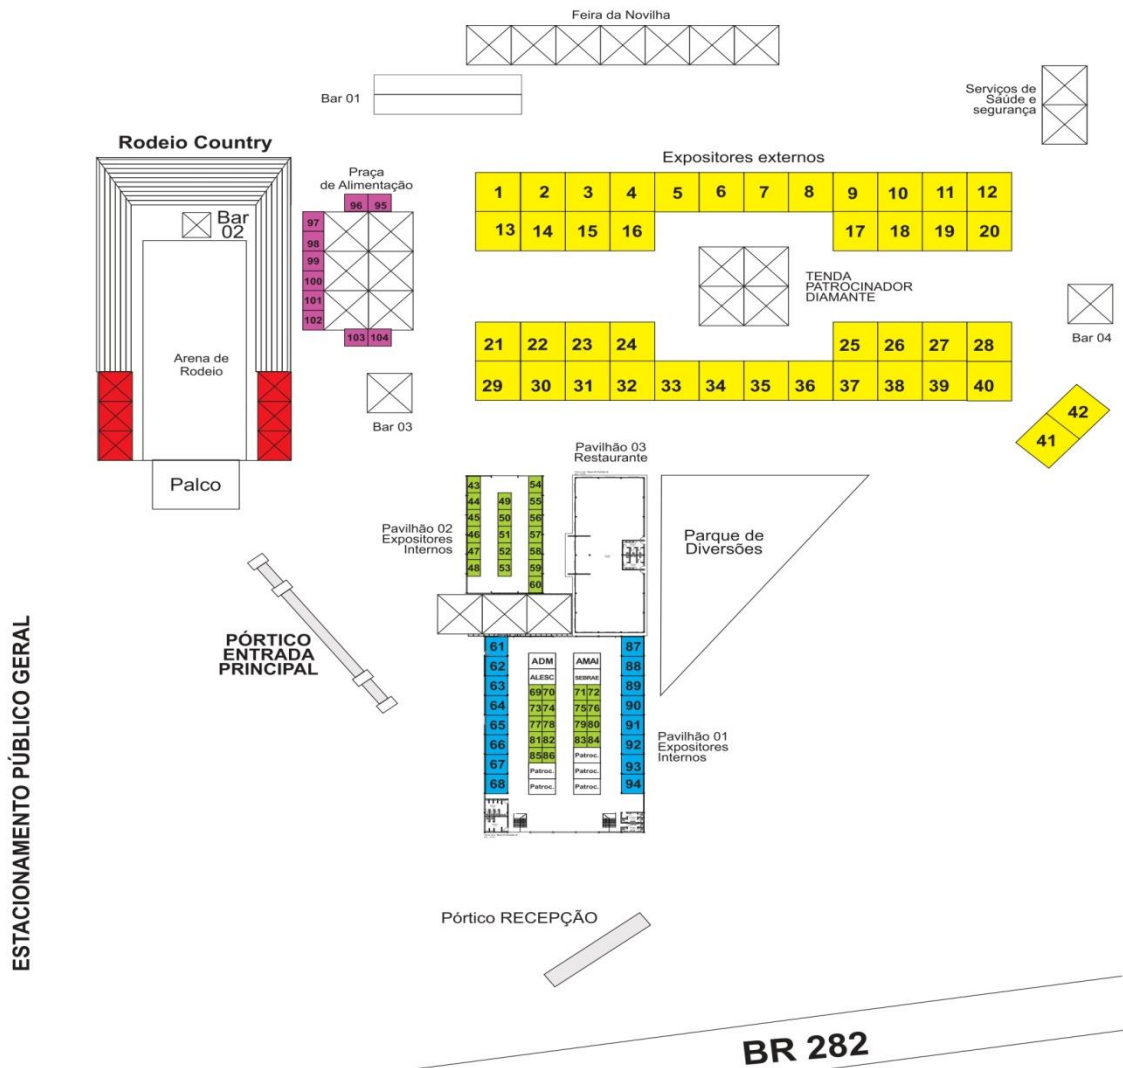 Feira da Novilha
Bar 01
Serviços de
Saúde e
segurança
Rodeio Country
Praça
de Alimentação
Expositores externos
96 95
97
98
99
100
101
102
103 104
Bar
02
Arena de
Rodeio
Palco
Bar 03
1 2 3 4 5 6 7 8 9 10 11 12
13 14 15 16 17 18 19 20
TENDA
PATROCINADOR
DIAMANTE
Bar 04
21 22 23 24 25 26 27 28
29 30 31 32 33 34 35 36 37 38 39 40
42
41
Pavilhão 03
Restaurante
Pavilhão 02
Expositores
Internos
43
44
45
46
47
48
49
50
51
52
53
54
55
56
57
58
59
60
Parque de
Diversões
PÓRTICO
ENTRADA
PRINCIPAL
ESTACIONAMENTO PÚBLICO GERAL
61
62
63
64
65
66
67
68
ADM
ALESC
69 70
73 74
77 78
81 82
85 86
Patroc.
Patroc.
AMAI
SEBRAE
71 72
75 76
79 80
83 84
Patroc.
Patroc.
Patroc.
87
88
89
90
91
92
93
94
Pavilhão 01
Expositores
Internos
Pórtico RECEPÇÃO
BR 282